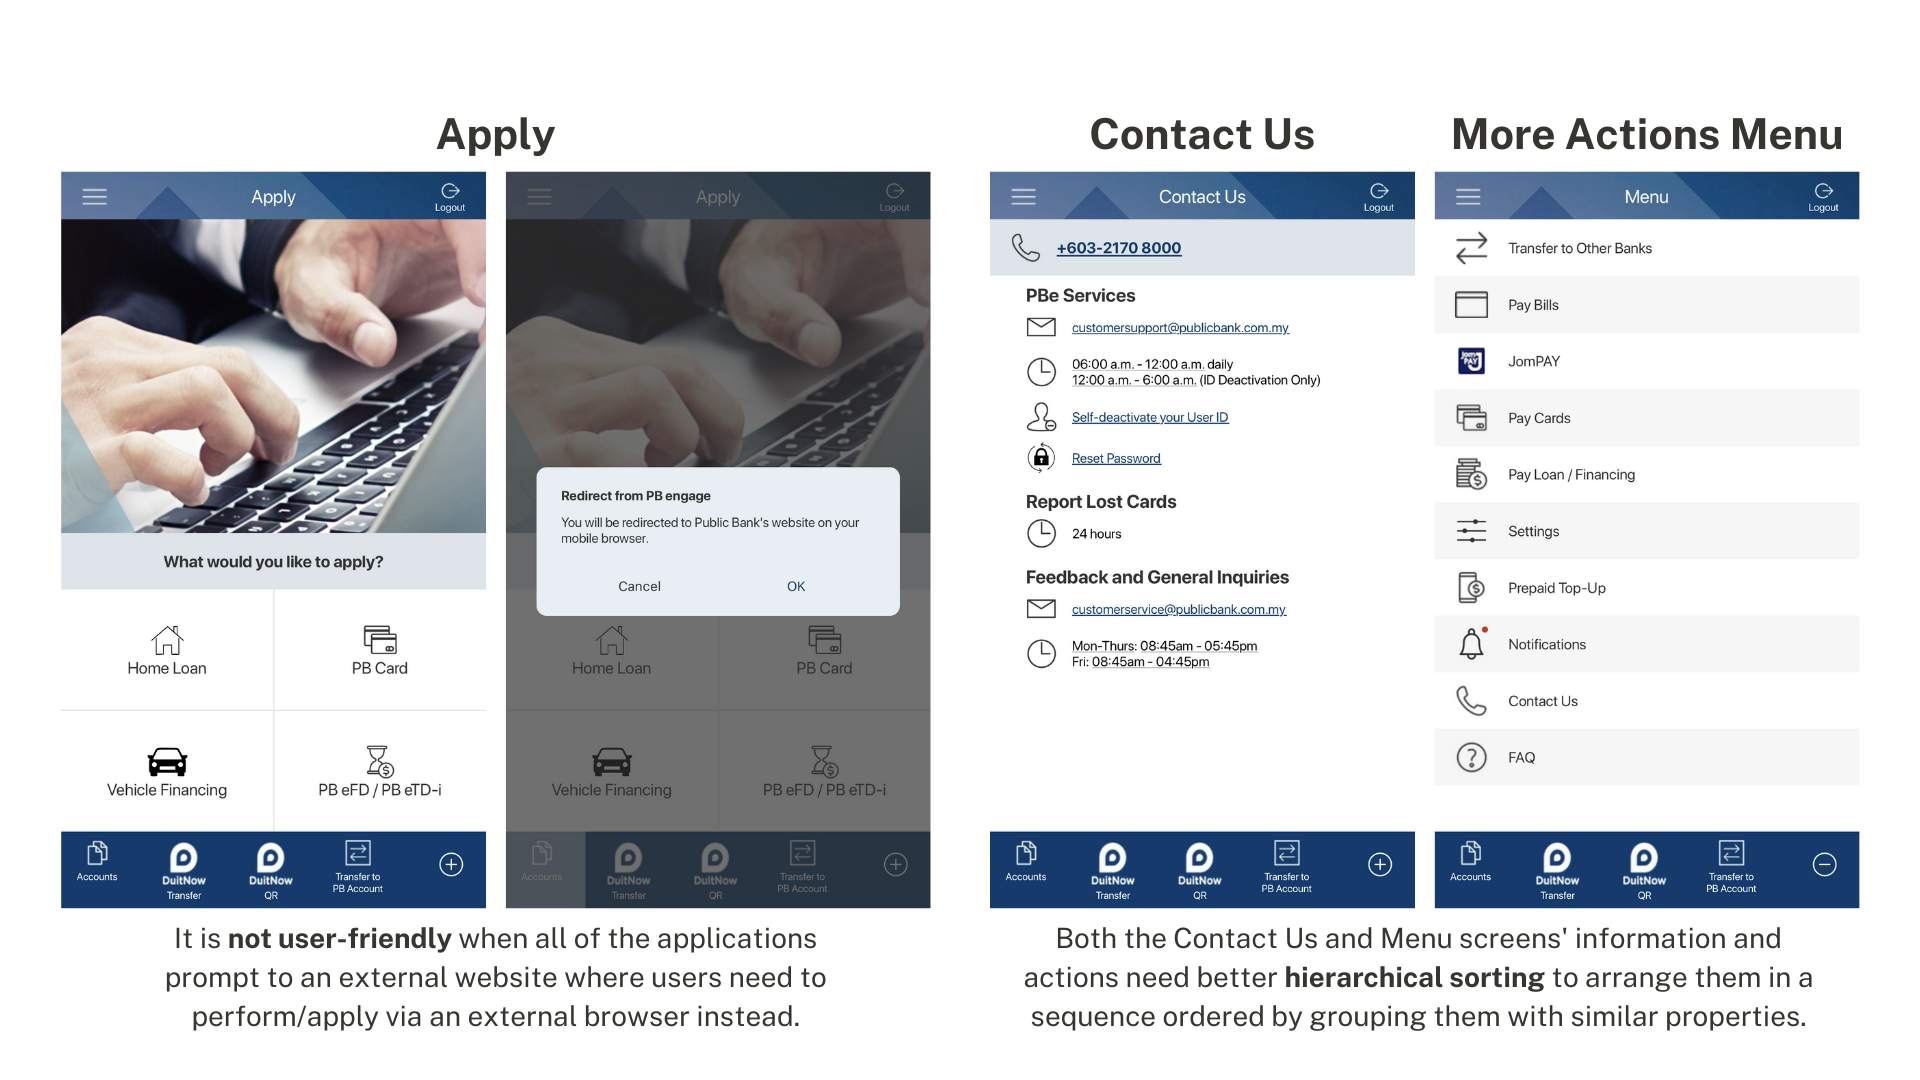 Apply
Apply
Logout
What would you like to apply?
Home Loan
PB Card
Vehicle Financing
PB eFD / PB eTD-i
Accounts
DuitNow
Transfer
DuitNow
QR
Transfer to
PB Account
Apply
Logout
Redirect from PB engage
You will be redirected to Public Bank's website on your
mobile browser.
Cancel
OK
Home Loan
PB Card
Vehicle Financing
PB eFD / PB eTD-i
Accounts
DuitNow
Transfer
DuitNow
QR
Transfer to
PB Account
It is not user-friendly when all of the applications
prompt to an external website where users need to
perform/apply via an external browser instead.
Contact Us
Contact Us
Logout
+603-2170 8000
PBe Services
customersupport@publicbank.com.my
06:00 a.m. - 12:00 a.m. daily
12:00 a.m. - 6:00 a.m. (ID Deactivation Only)
Self-deactivate your User ID
Reset Password
Report Lost Cards
24 hours
Feedback and General Inquiries
customerservice@publicbank.com.my
Mon-Thurs: 08:45am - 05:45pm
Fri: 08:45am - 04:45pm
Accounts
DuitNow
Transfer
DuitNow
QR
Transfer to
PB Account
More Actions Menu
Menu
Logout
Transfer to Other Banks
Pay Bills
Jom
PAY
JomPAY
Pay Cards
Pay Loan / Financing
Settings
Prepaid Top-Up
Notifications
Contact Us
FAQ
Accounts
DuitNow
Transfer
DuitNow
QR
Transfer to
PB Account
Both the Contact Us and Menu screens' information and
actions need better hierarchical sorting to arrange them in a
sequence ordered by grouping them with similar properties.